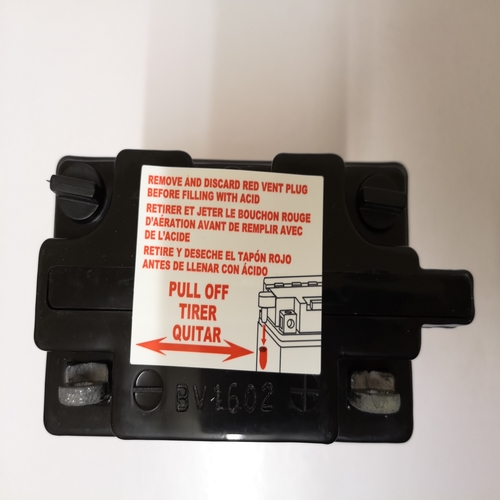 REMOVE AND DISCARD RED VENT PLUG
BEFORE FILLING WITH ACID
RETIRER ET JETER LE BOUCHON ROUGE
D'AÉRATION AVANT DE REMPLIR AVEC
DE L'ACIDE
RETIRE Y DESECHE EL TAPÓN ROJO
ANTES DE LLENAR CON ÁCIDO
PULL OFF
TIRER
QUITAR
BV1602